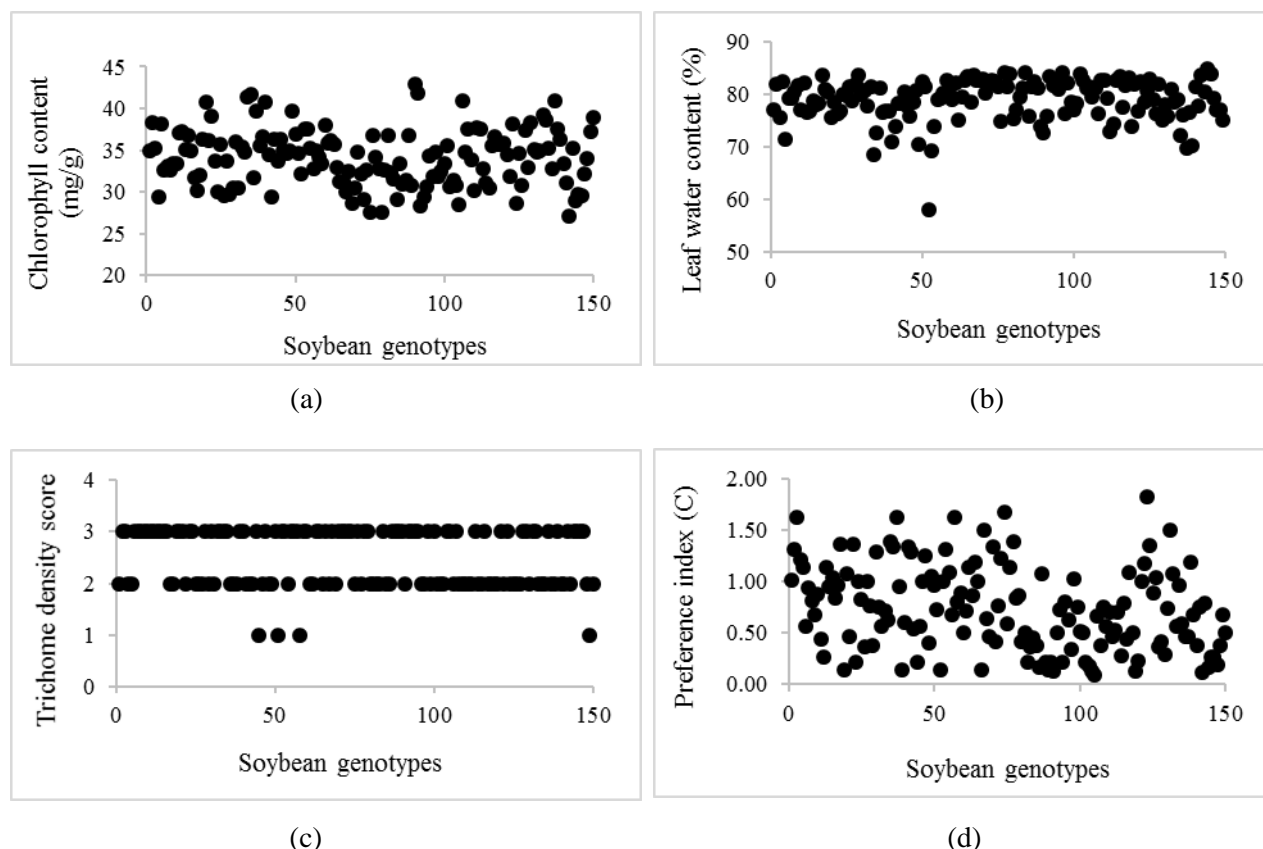 45
40
35
30
25
20
0
50
100
150
Chlorophyll content
(mg/g)
Soybean genotypes
(a)
90
80
70
60
50
0
50
100
150
Leaf water content (%)
Soybean genotypes
(b)
4
3
2
1
0
0
50
100
150
Trichome density score
Soybean genotypes
(c)
2.00
1.50
1.00
0.50
0.00
0
50
100
150
Preference index (C)
Soybean genotypes
(d)